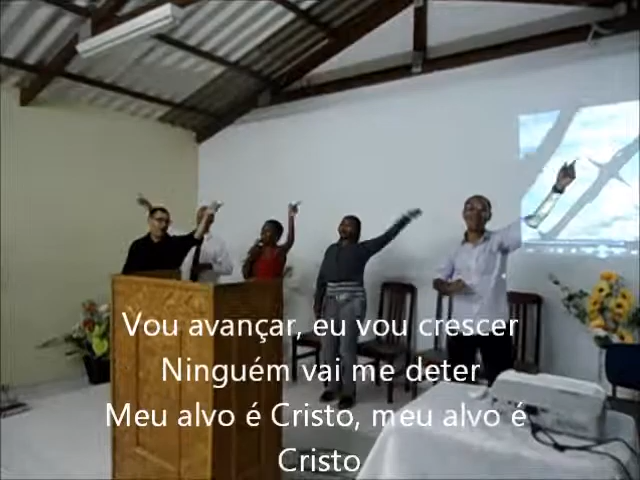 Vou avançar, eu vou crescer
Ninguém vai me deter
Meu alvo é Cristo, meu alvo é
Cristo